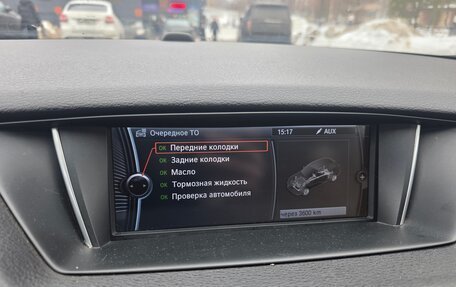 Очередное ТО
15:17
AUX
OK Передние колодки
OK Задние колодки
OK Масло
OK Тормозная жидкость
OK Проверка автомобиля
через 3600 km